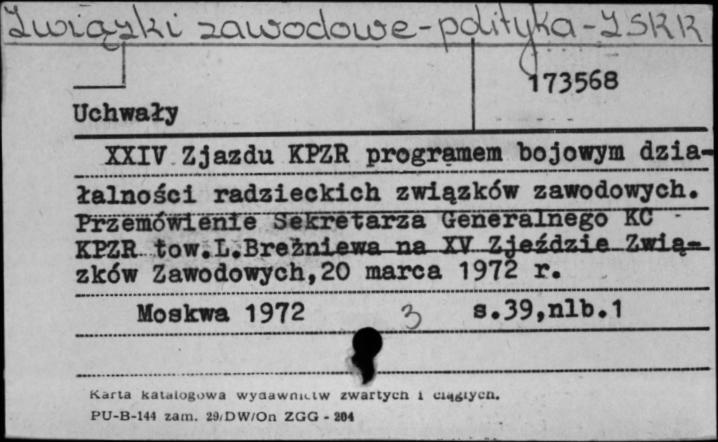 Związki zawodowe - polityka - ZSRR
173568
Uchwały
XXIV Zjazdu KPZR programem bojowym dzia-
łalności radzieckich związków zawodowych.
Przemówienie Sekretarza Generalnego KC
KPZR tow.L.Breżniewa na XV Zjeździe Zwią-
zków Zawodowych,20 marca 1972 r.
Moskwa 1972 3 s.39,nlb.1
Karta katalogowa wydawnictw zwartych i ciągłych.
PU-B-144 zam. 29/DW/On ZGG - 204